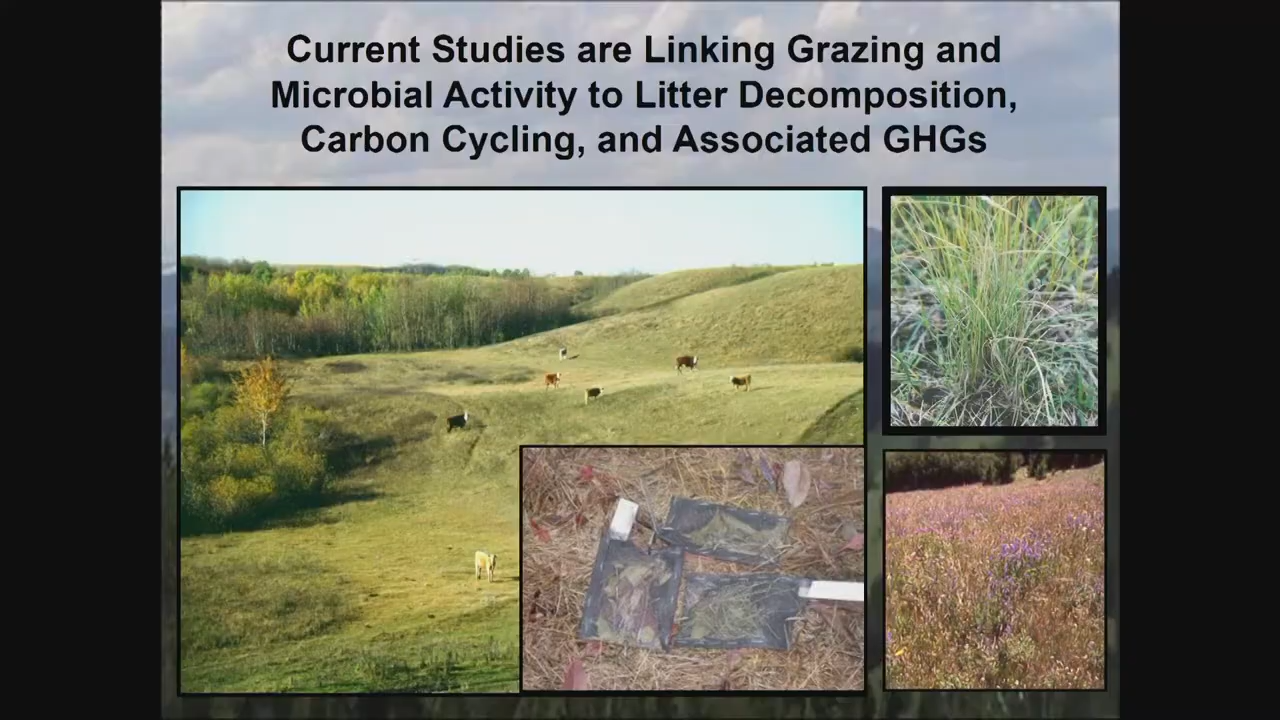 Current Studies are Linking Grazing and
Microbial Activity to Litter Decomposition,
Carbon Cycling, and Associated GHGs